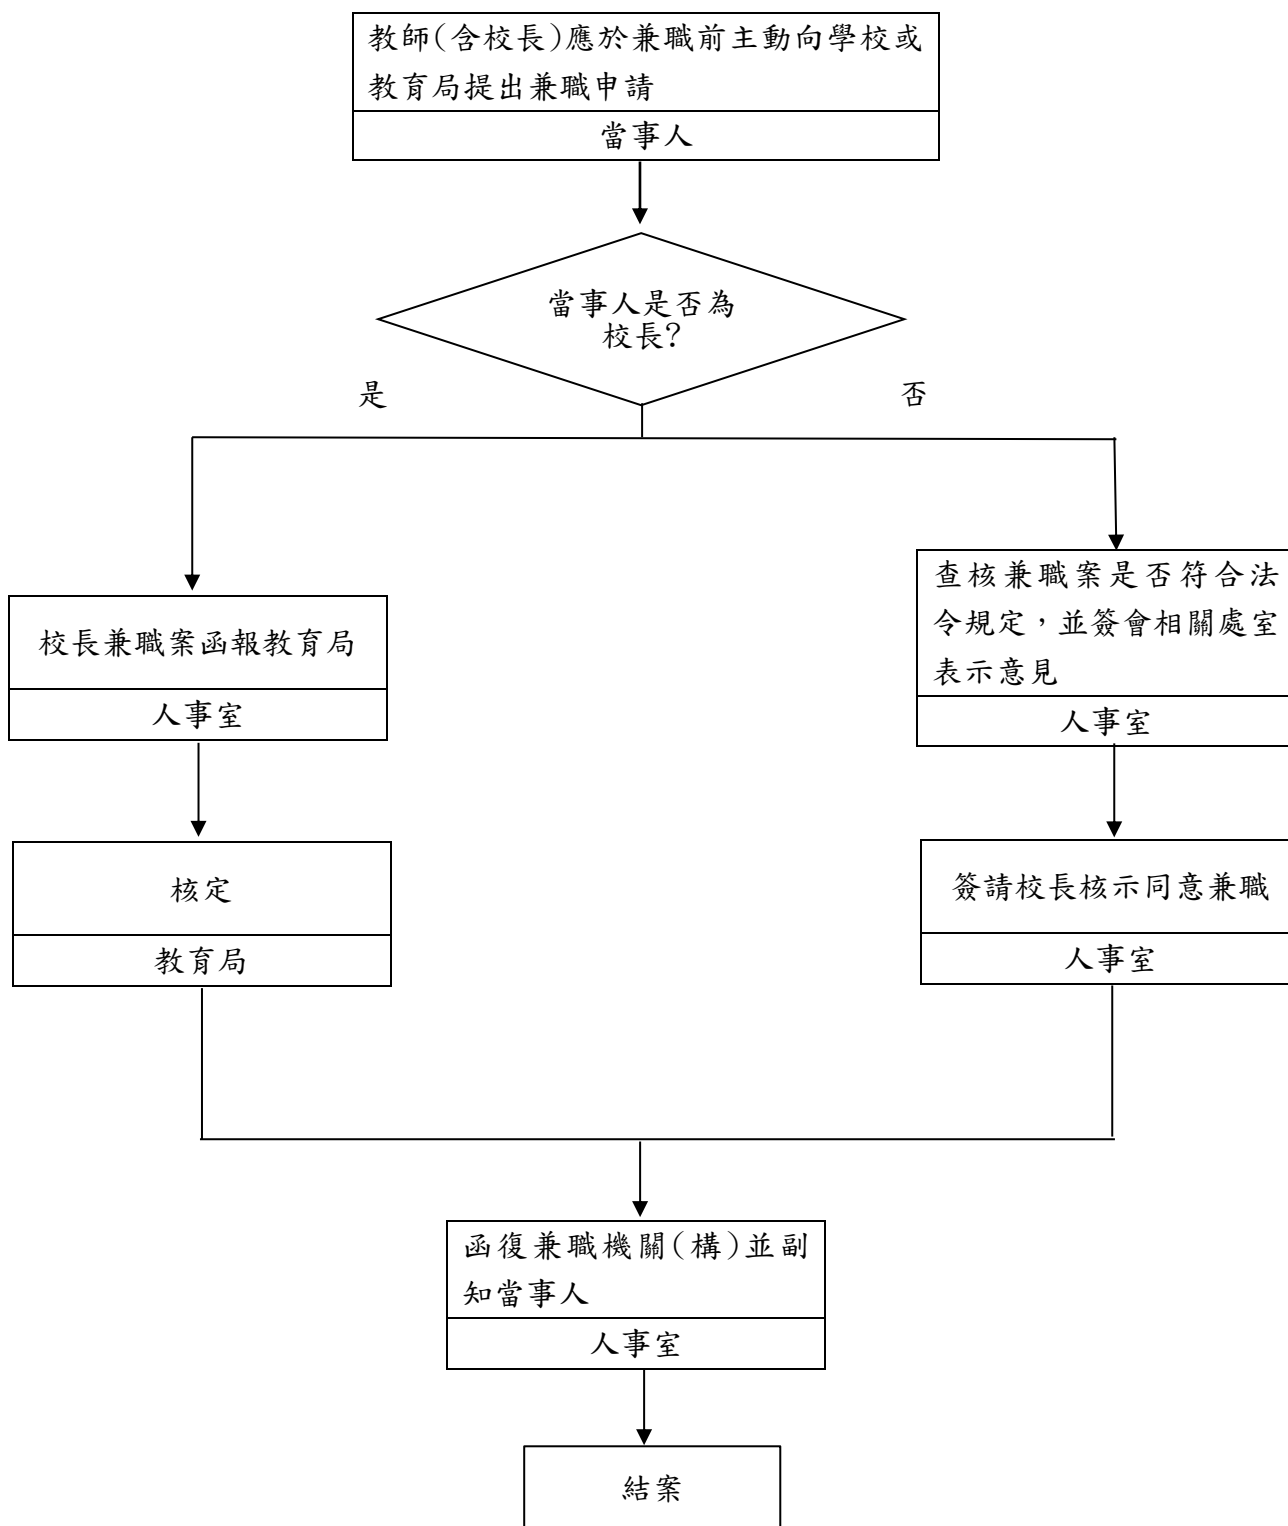 教師(含校長)應於兼職前主動向學校或
教育局提出兼職申請
當事人
當事人是否為
校長?
是
否
校長兼職案函報教育局
人事室
查核兼職案是否符合法
令規定，並簽會相關處室
表示意見
人事室
核定
教育局
簽請校長核示同意兼職
人事室
函復兼職機關(構)並副
知當事人
人事室
結案